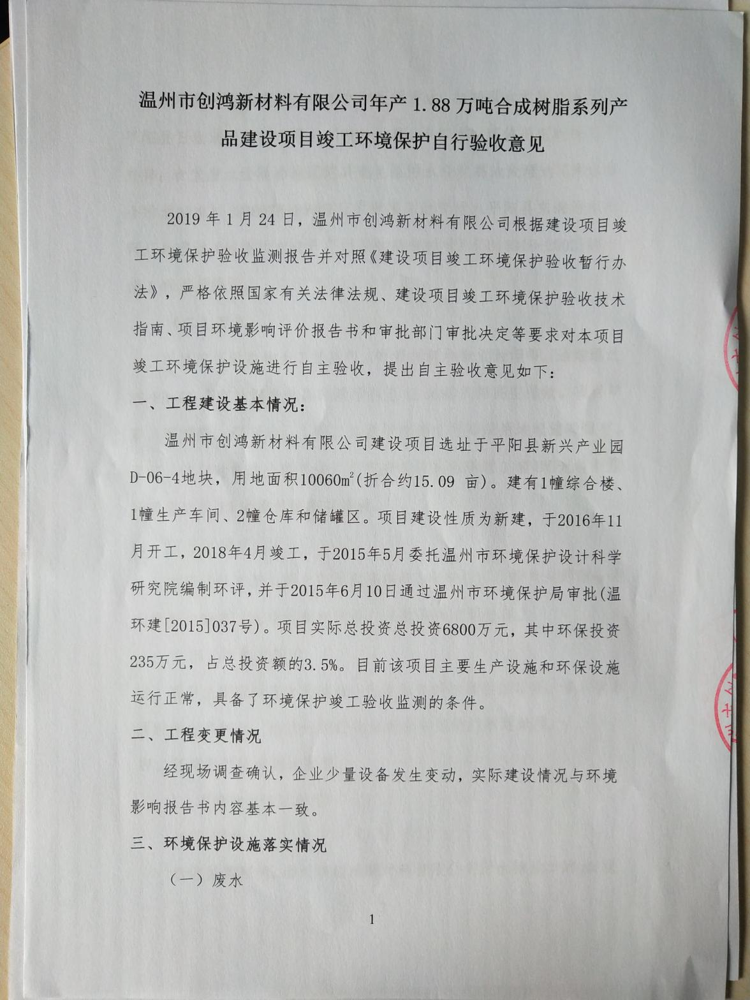 温州市创鸿新材料有限公司年产 1.88 万吨合成树脂系列产
品建设项目竣工环境保护自行验收意见
2019 年 1 月 24 日，温州市创鸿新材料有限公司根据建设项目竣
工环境保护验收监测报告并对照《建设项目竣工环境保护验收暂行办
法》，严格依照国家有关法律法规、建设项目竣工环境保护验收技术
指南、项目环境影响评价报告书和审批部门审批决定等要求对本项目
竣工环境保护设施进行自主验收，提出自主验收意见如下：
一、工程建设基本情况：
温州市创鸿新材料有限公司建设项目选址于平阳县新兴产业园
D-06-4地块，用地面积10060m²(折合约15.09 亩)。建有1幢综合楼、
1幢生产车间、2幢仓库和储罐区。项目建设性质为新建，于2016年11
月开工，2018年4月竣工，于2015年5月委托温州市环境保护设计科学
研究院编制环评，并于2015年6月10日通过温州市环境保护局审批(温
环建[2015]037号)。项目实际总投资总投资6800万元，其中环保投资
235万元，占总投资额的3.5%。目前该项目主要生产设施和环保设施
运行正常，具备了环境保护竣工验收监测的条件。
二、工程变更情况
经现场调查确认，企业少量设备发生变动，实际建设情况与环境
影响报告书内容基本一致。
三、环境保护设施落实情况
（一）废水
1